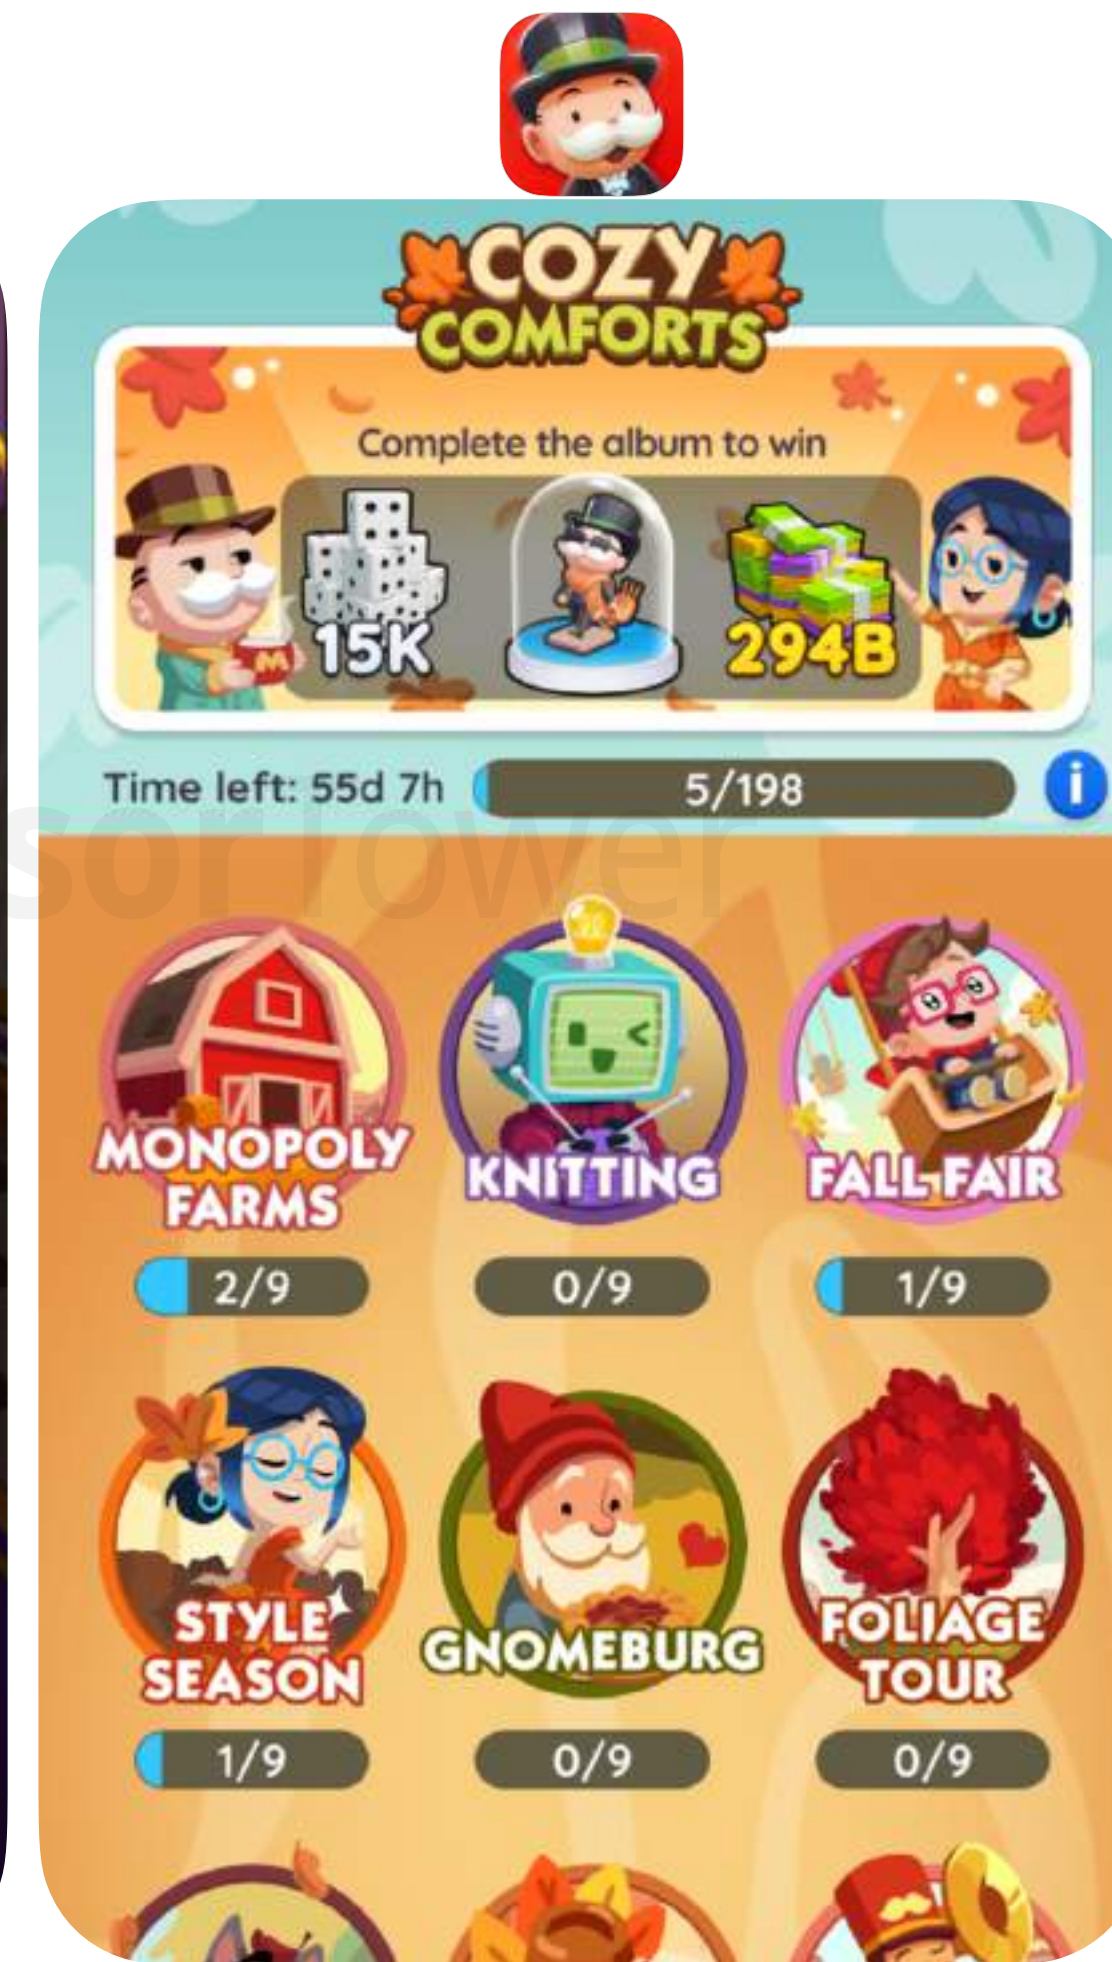 COZY
COMFORTS
Complete the album to win
15K
294B
M
Time left: 55d 7h
5/198
i
sorTower
MONOPOLY
FARMS
KNITTING
FALL FAIR
2/9
0/9
1/9
STYLE
SEASON
GNOMEBURG
FOLIAGE
TOUR
1/9
0/9
0/9